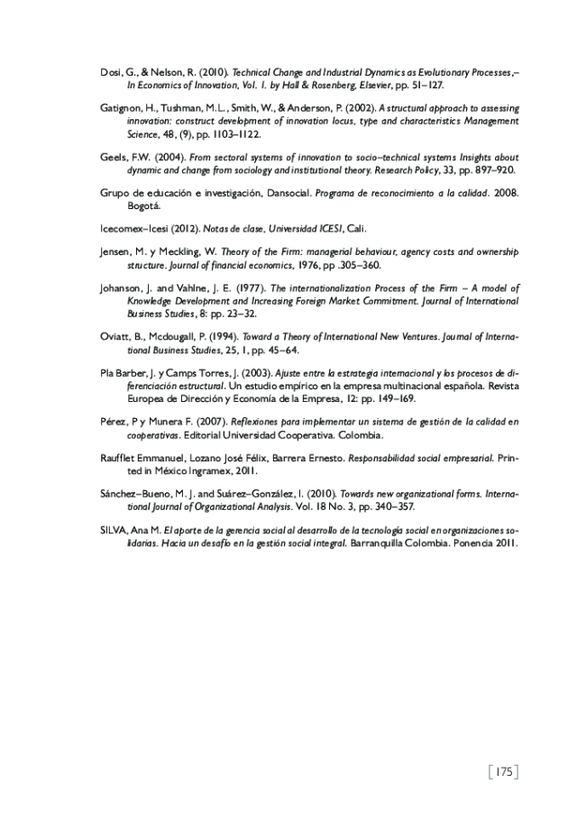 Dosi, G., & Nelson, R. (2010). Technical Change and Industrial Dynamics as Evolutionary Processes,–
In Economics of Innovation, Vol. 1. by Hall & Rosenberg, Elsevier, pp. 51–127.
Gatignon, H., Tushman, M.L., Smith, W., & Anderson, P. (2002). A structural approach to assessing
innovation: construct development of innovation locus, type and characteristics Management
Science, 48, (9), pp. 1103–1122.
Geels, F.W. (2004). From sectoral systems of innovation to socio–technical systems Insights about
dynamic and change from sociology and institutional theory. Research Policy, 33, pp. 897–920.
Grupo de educación e investigación, Dansocial. Programa de reconocimiento a la calidad. 2008.
Bogotá.
Icecomex–Icesi (2012). Notas de clase, Universidad ICESI, Cali.
Jensen, M. y Meckling, W. Theory of the Firm: managerial behaviour, agency costs and ownership
structure. Journal of financial economics, 1976, pp .305–360.
Johanson, J. and Vahlne, J. E. (1977). The internationalization Process of the Firm – A model of
Knowledge Development and Increasing Foreign Market Commitment. Journal of International
Business Studies, 8: pp. 23–32.
Oviatt, B., Mcdougall, P. (1994). Toward a Theory of International New Ventures. Journal of Interna-
tional Business Studies, 25, 1, pp. 45–64.
Pla Barber, J. y Camps Torres, J. (2003). Ajuste entre la estrategia internacional y los procesos de di-
ferenciación estructural. Un estudio empírico en la empresa multinacional española. Revista
Europea de Dirección y Economía de la Empresa, 12: pp. 149–169.
Pérez, P y Munera F. (2007). Reflexiones para implementar un sistema de gestión de la calidad en
cooperativas. Editorial Universidad Cooperativa. Colombia.
Raufflet Emmanuel, Lozano José Félix, Barrera Ernesto. Responsabilidad social empresarial. Prin-
ted in México Ingramex, 2011.
Sánchez–Bueno, M. J. and Suárez–González, I. (2010). Towards new organizational forms. Interna-
tional Journal of Organizational Analysis. Vol. 18 No. 3, pp. 340–357.
SILVA, Ana M. El aporte de la gerencia social al desarrollo de la tecnología social en organizaciones so-
lidarias. Hacia un desafío en la gestión social integral. Barranquilla Colombia. Ponencia 2011.
[175]